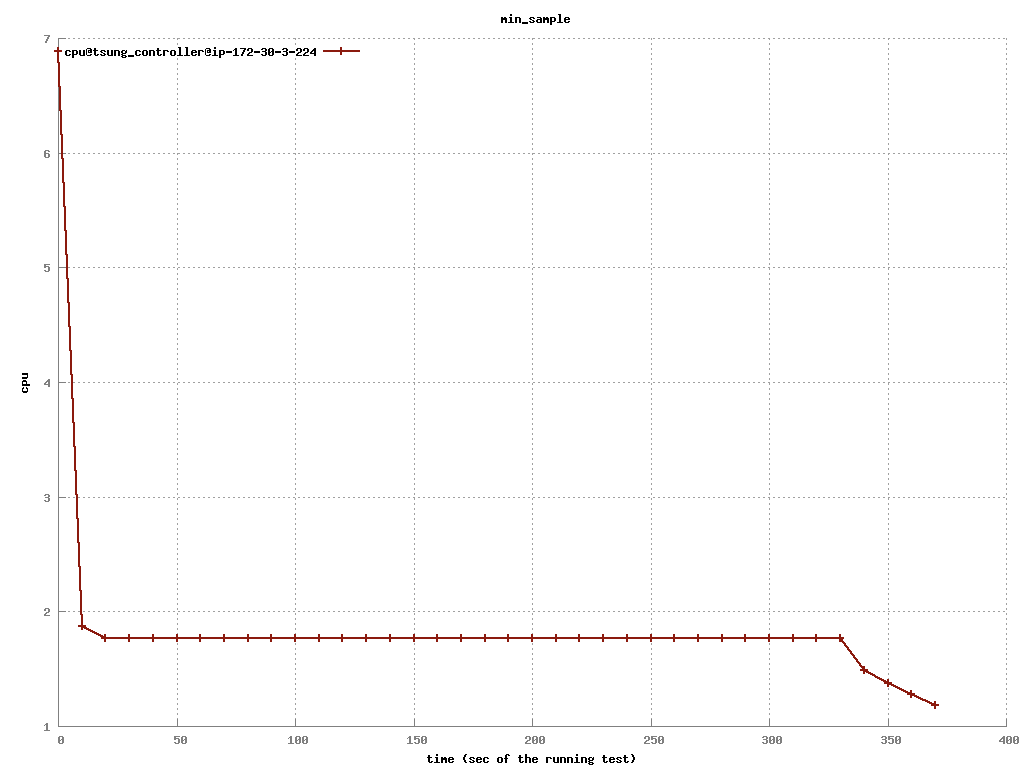 min_sample
7
cpu@tsung_controller@ip-172-30-3-224
6
5
4
cpu
3
2
1
0 50 100 150 200 250 300 350 400
time (sec of the running test)